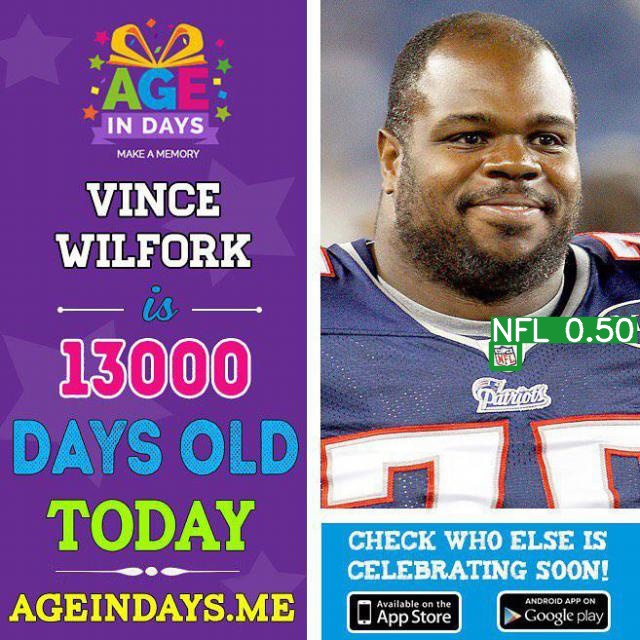 AGE
IN DAYS
MAKE A MEMORY
VINCE
WILFORK
is
13000
DAYS OLD
TODAY
AGEINDAYS.ME
NFL 0.50
NFL
Patriots
CHECK WHO ELSE IS
CELEBRATING SOON!
Available on the
App Store
ANDROID APP ON
Google play